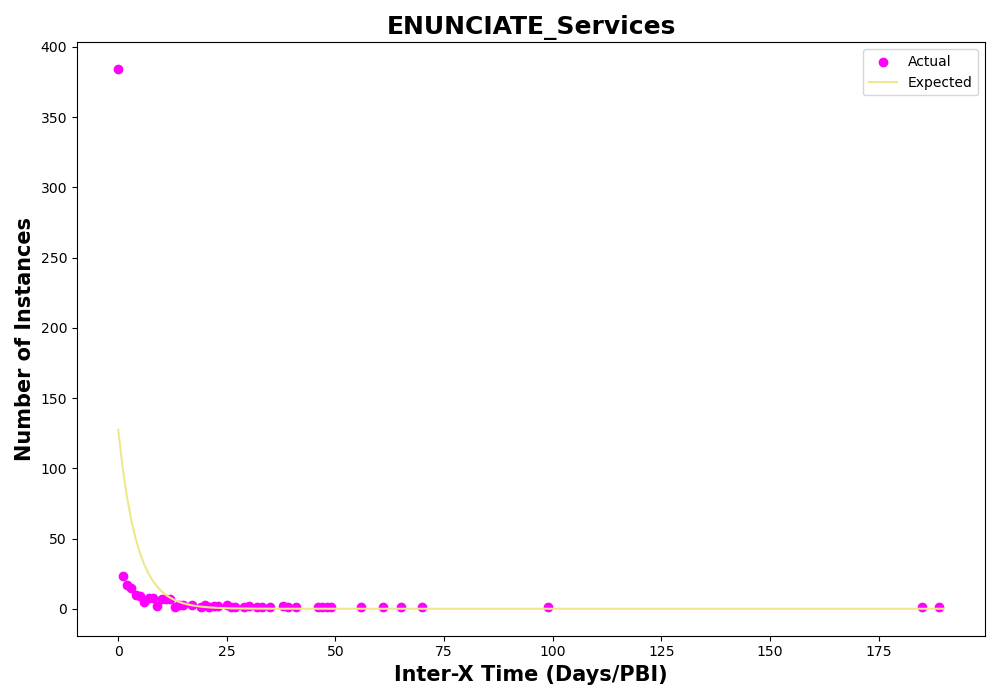 ENUNCIATE_Services
Actual
Expected
Number of Instances
400
350
300
250
200
150
100
50
0
0 25 50 75 100 125 150 175
Inter-X Time (Days/PBI)